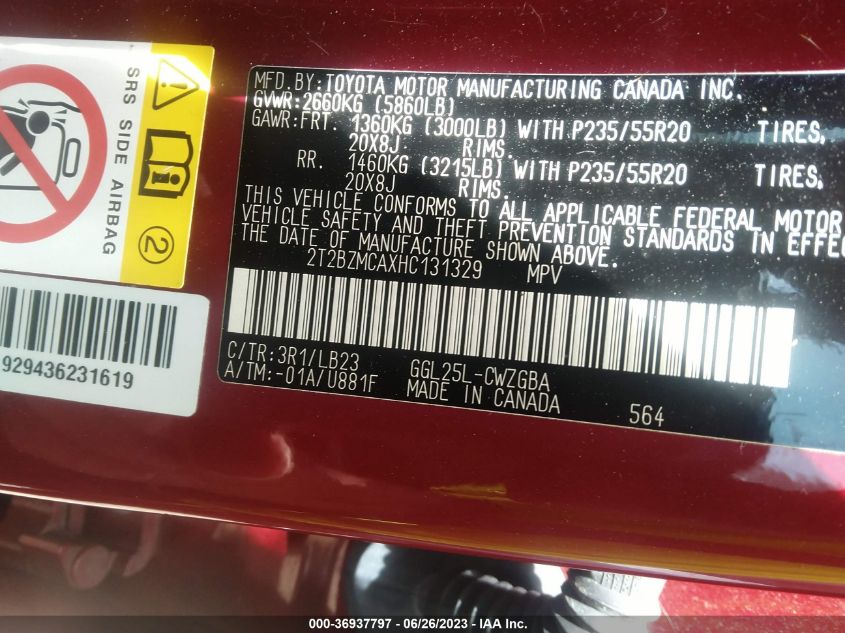 SRS SIDE AIRBAG 2
929436231619
MFD.BY:TOYOTA MOTOR MANUFACTURING CANADA INC.
GVWR:2660KG (5860LB)
GAWR:FRT. 1360KG (3000LB) WITH P235/55R20 TIRES,
20X8J RIMS.
RR. 1460KG (3215LB) WITH P235/55R20 TIRES,
20X8J RIMS.
THIS VEHICLE CONFORMS TO ALL APPLICABLE FEDERAL MOTOR
VEHICLE SAFETY AND THEFT PREVENTION STANDARDS IN EFFEC
THE DATE OF MANUFACTURE SHOWN ABOVE.
2T2BZMCAXHC131329 MPV
C/TR:3R1/LB23
A/TM:-01A/U881F
GGL25L-CWZGBA
MADE IN CANADA
564
000-36937797 - 06/26/2023 - IAA Inc.